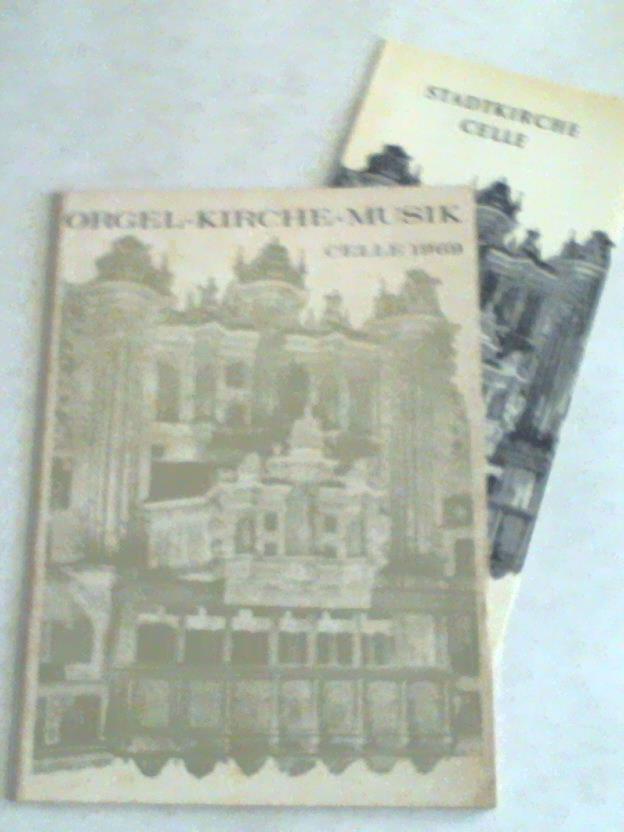 ORGEL-KIRCHE-MUSIK
CELLE 1969
STADTKIRCHE
CELLE